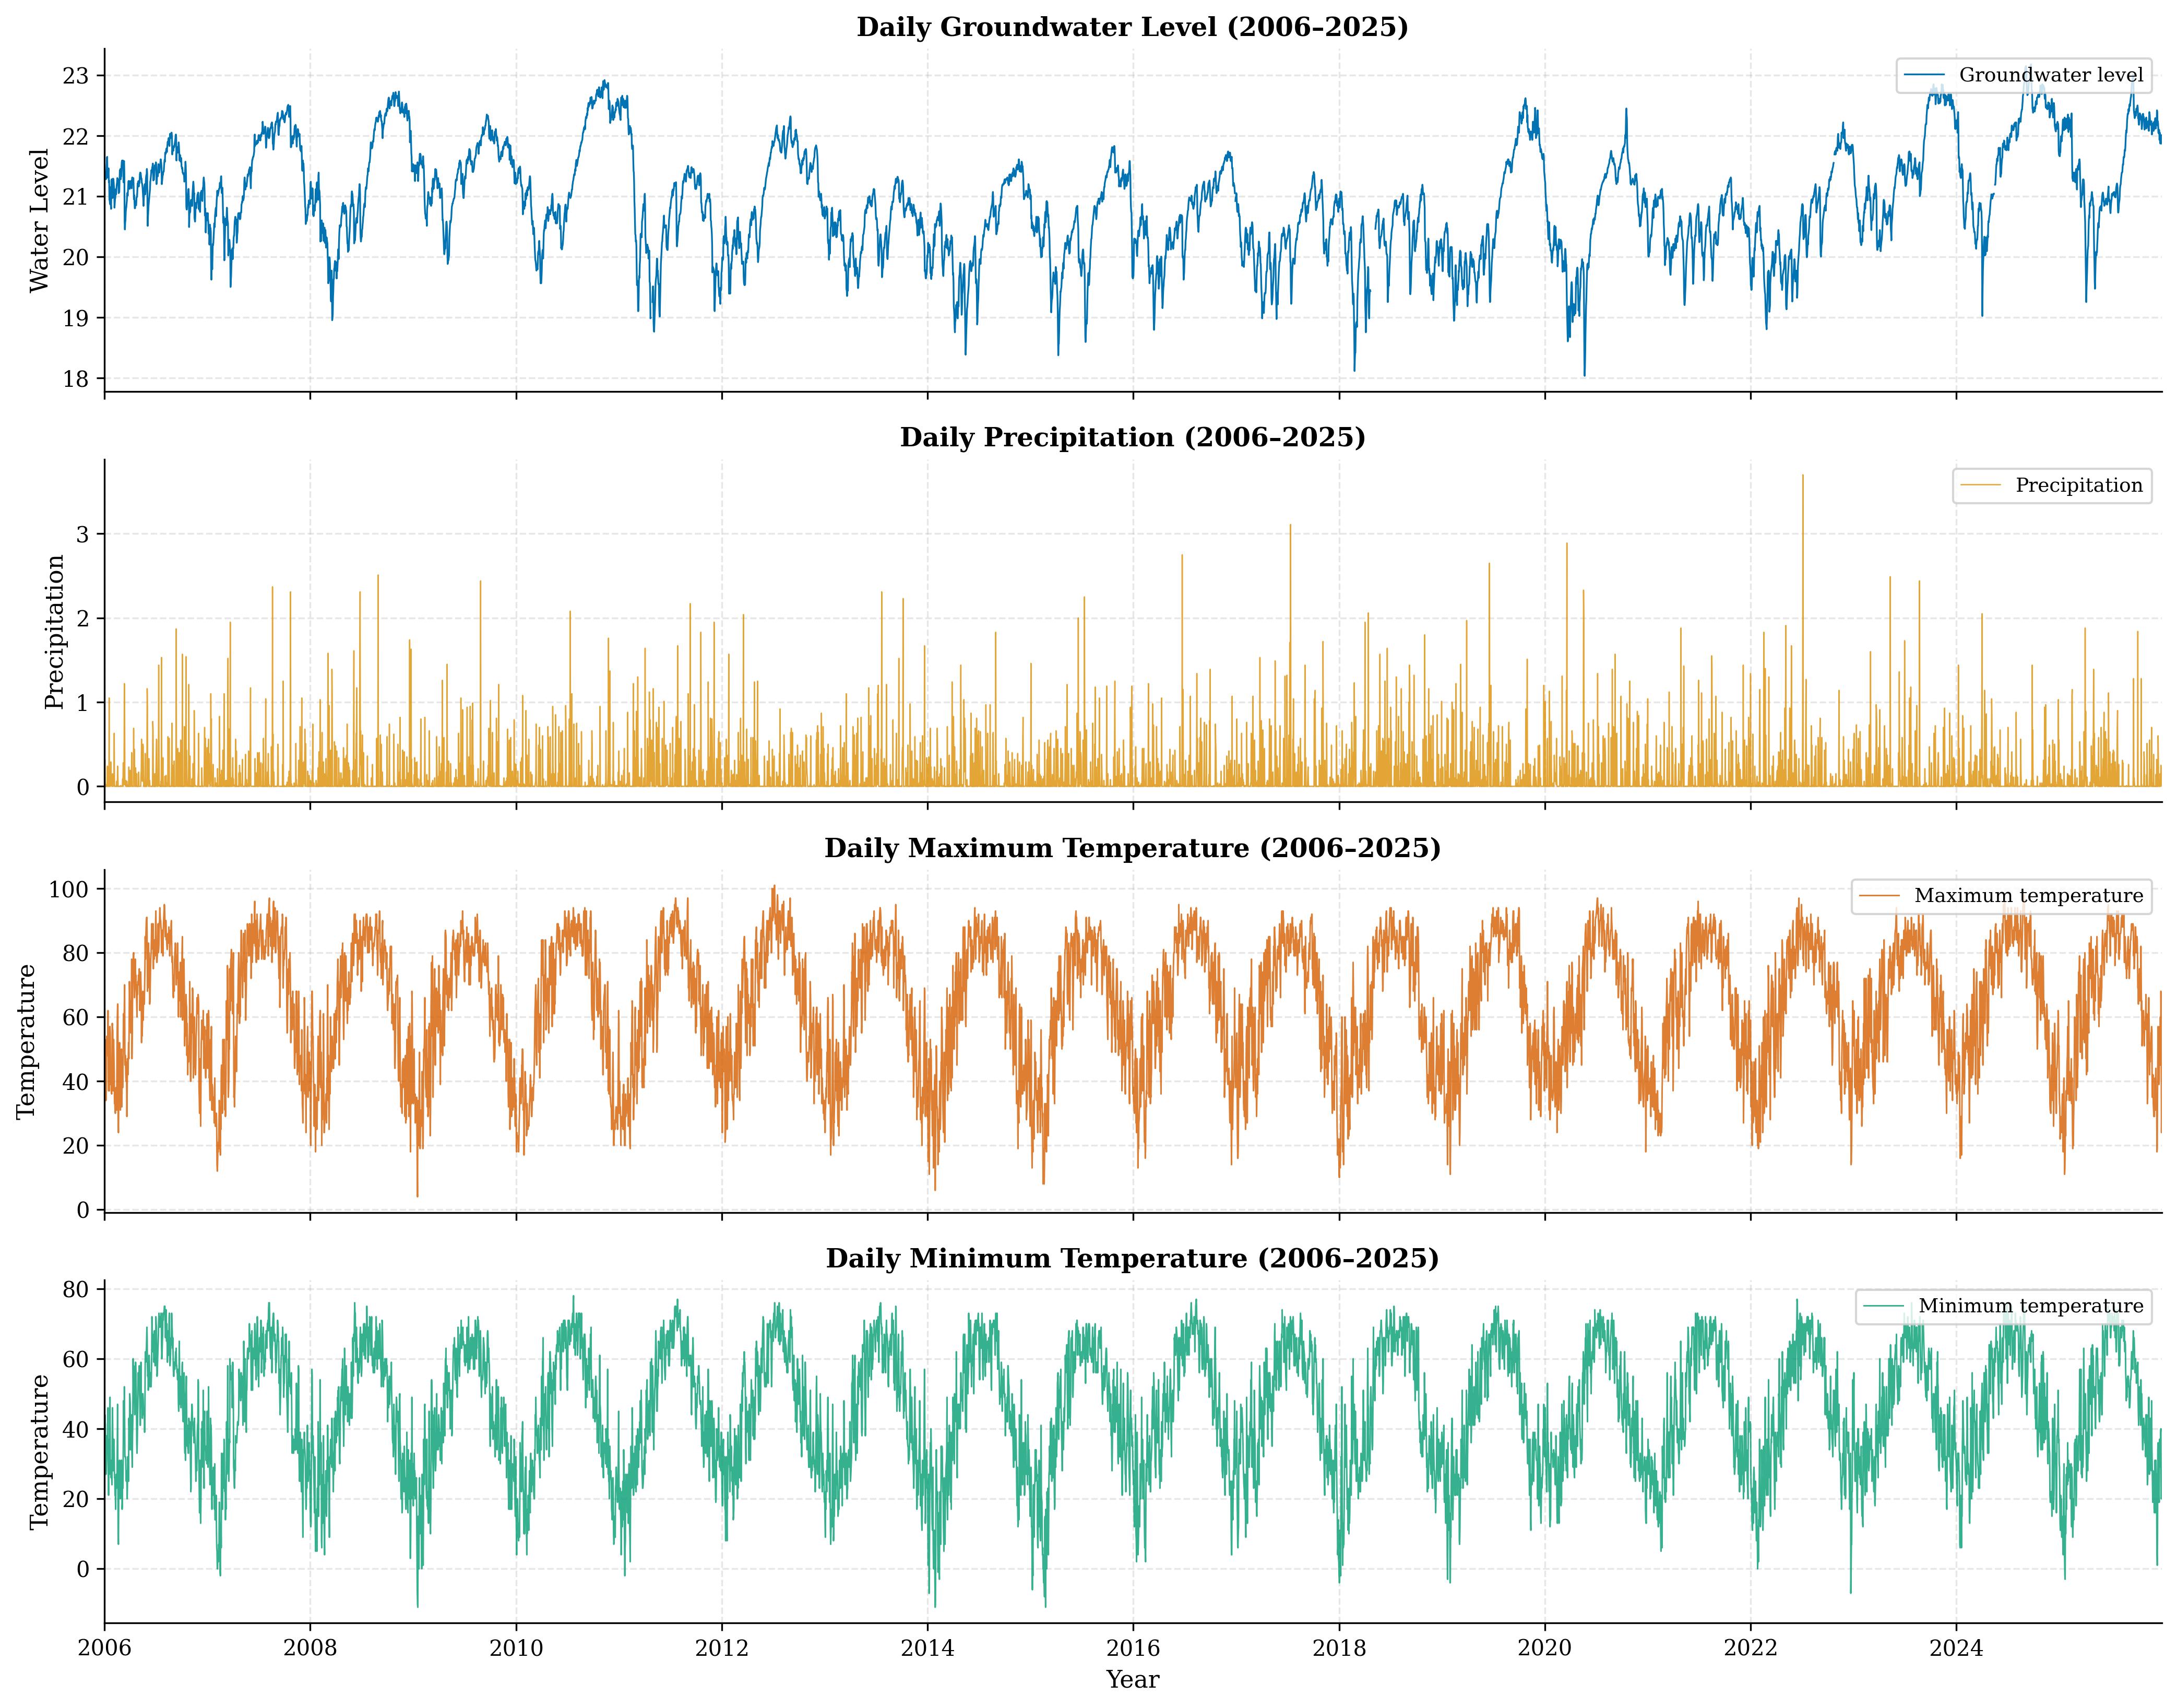 Daily Groundwater Level (2006–2025)
Water Level
23
22
21
20
19
18
Groundwater level
Daily Precipitation (2006–2025)
Precipitation
3
2
1
0
Precipitation
Daily Maximum Temperature (2006–2025)
Temperature
100
80
60
40
20
0
Maximum temperature
Daily Minimum Temperature (2006–2025)
Temperature
80
60
40
20
0
Minimum temperature
2006 2008 2010 2012 2014 2016 2018 2020 2022 2024
Year